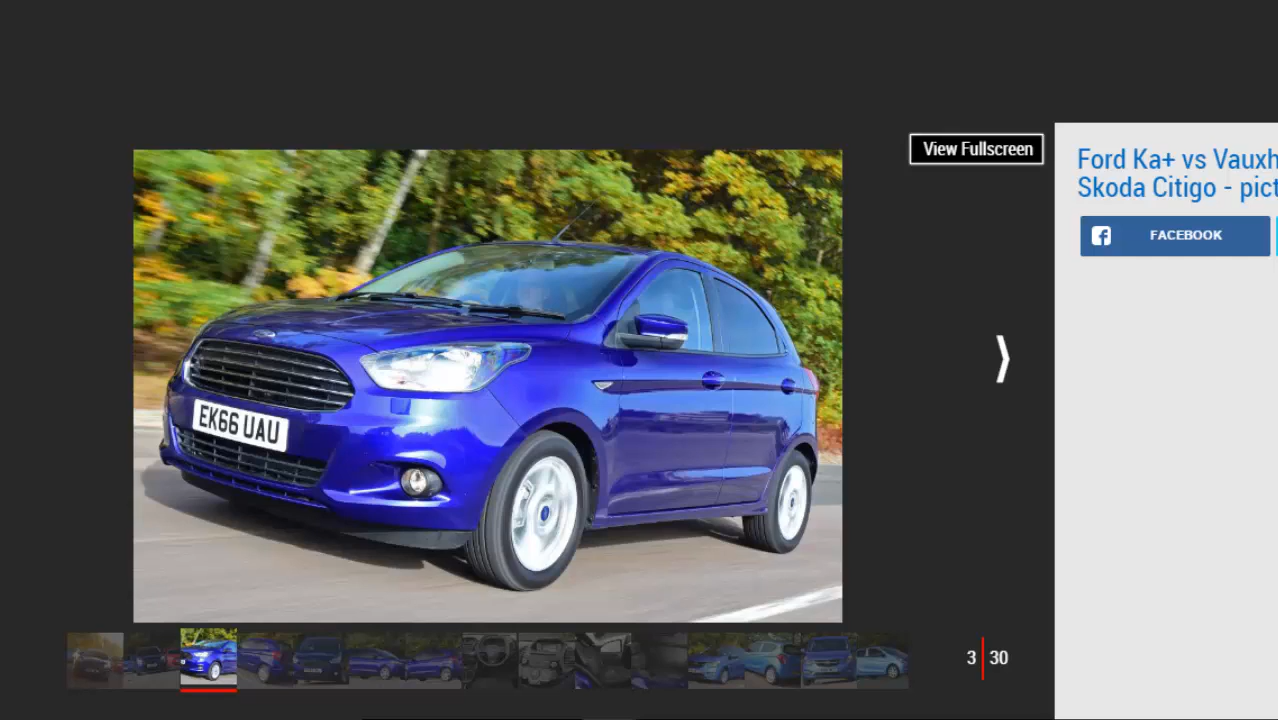 View Fullscreen
Ford Ka+ vs Vauxh
Skoda Citigo - pict
FACEBOOK
EK66 UAU
3 30